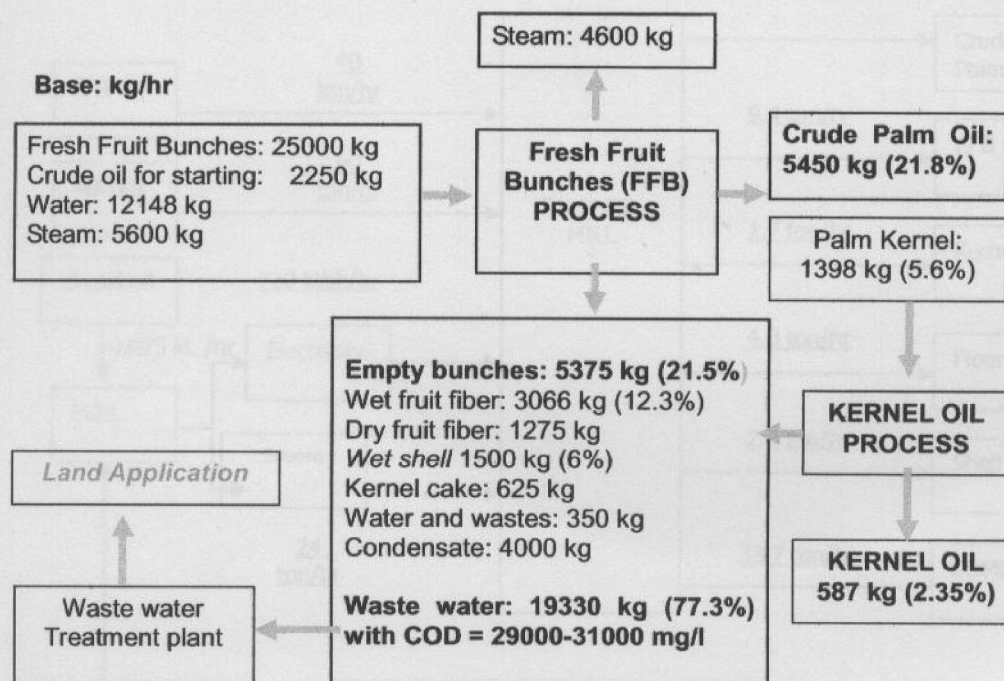 Steam: 4600 kg
Base: kg/hr
Fresh Fruit Bunches: 25000 kg
Crude oil for starting: 2250 kg
Water: 12148 kg
Steam: 5600 kg
Fresh Fruit
Bunches (FFB)
PROCESS
Crude Palm Oil:
5450 kg (21.8%)
Palm Kernel:
1398 kg (5.6%)
Empty bunches: 5375 kg (21.5%)
Wet fruit fiber: 3066 kg (12.3%)
Dry fruit fiber: 1275 kg
Wet shell 1500 kg (6%)
Kernel cake: 625 kg
Water and wastes: 350 kg
Condensate: 4000 kg
Waste water: 19330 kg (77.3%)
with COD = 29000-31000 mg/l
KERNEL OIL
PROCESS
KERNEL OIL
587 kg (2.35%)
Land Application
Waste water
Treatment plant